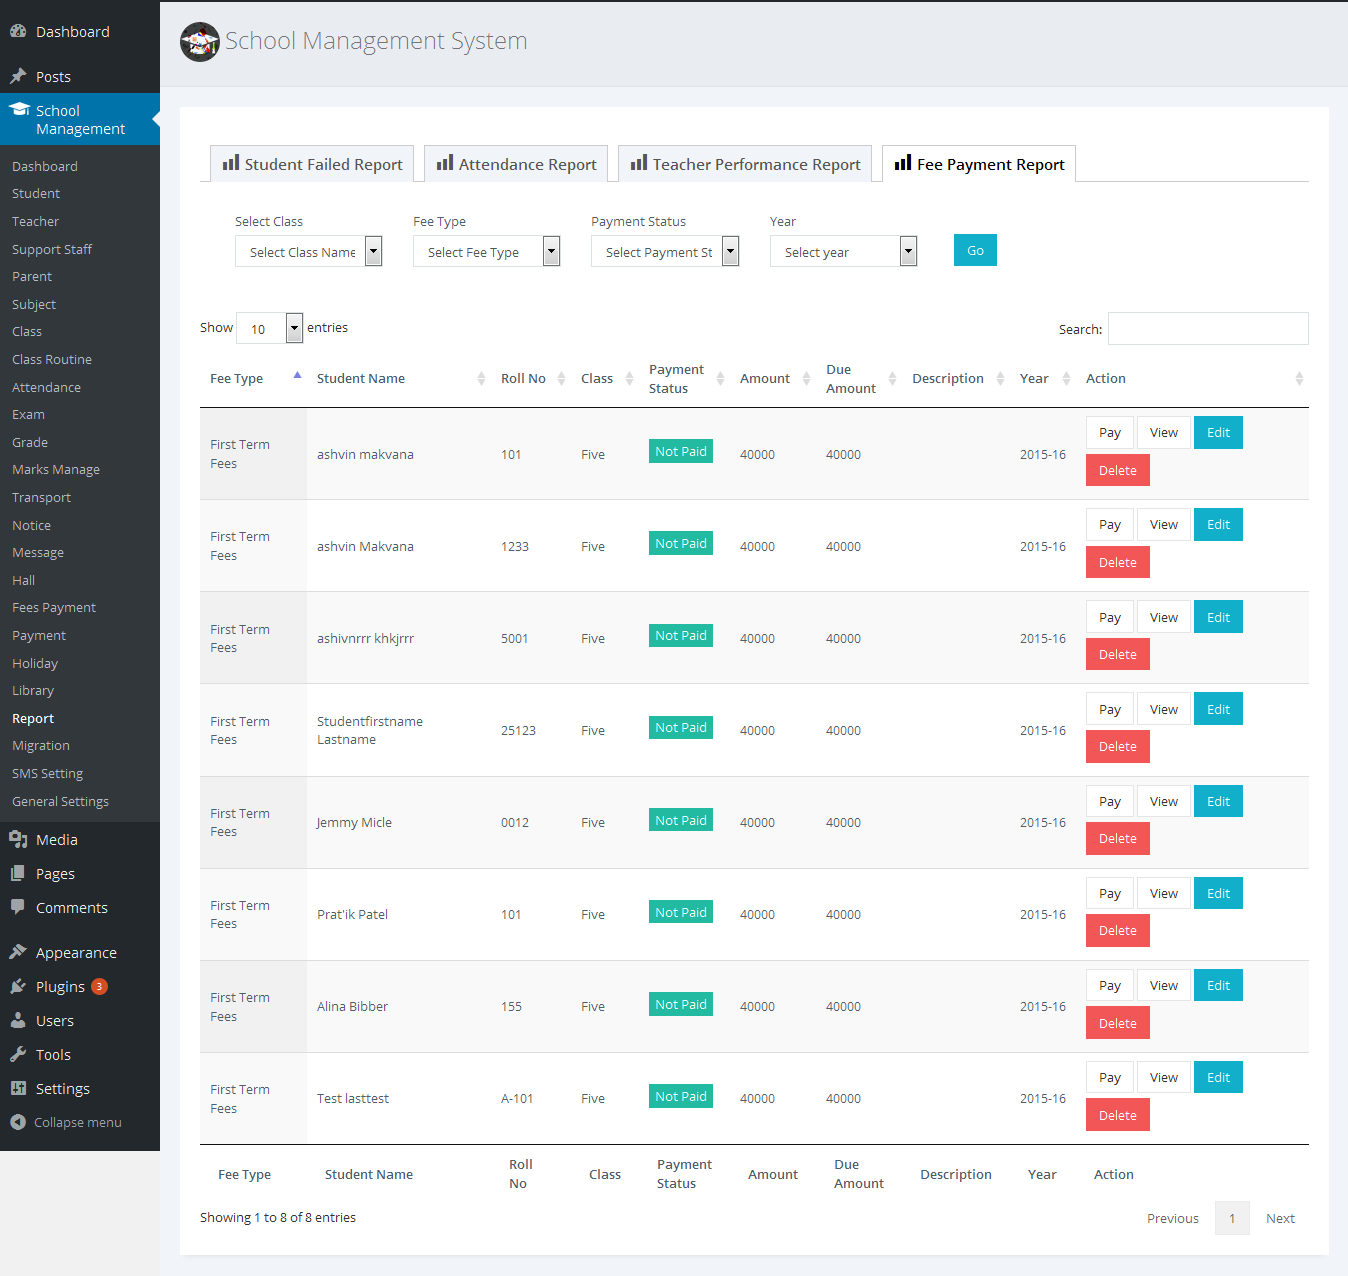 School Management System
Dashboard
Posts
School
Management
Dashboard
Student
Teacher
Support Staff
Parent
Subject
Class
Class Routine
Attendance
Exam
Grade
Marks Manage
Transport
Notice
Message
Hall
Fees Payment
Payment
Holiday
Library
Report
Migration
SMS Setting
General Settings
Media
Pages
Comments
Appearance
Plugins 3
Users
Tools
Settings
Collapse menu
Student Failed Report Attendance Report Teacher Performance Report Fee Payment Report
Select Class Fee Type Payment Status Year
Select Class Name Select Fee Type Select Payment St Select year Go
Show 10 entries Search:
Fee Type Student Name Roll No Class Payment Status Amount Due Amount Description Year Action
First Term Fees ashvin makvana 101 Five Not Paid 40000 40000 2015-16 Pay View Edit
Delete
First Term Fees ashvin Makvana 1233 Five Not Paid 40000 40000 2015-16 Pay View Edit
Delete
First Term Fees ashivnrrr khkjrrr 5001 Five Not Paid 40000 40000 2015-16 Pay View Edit
Delete
First Term Fees Studentfirstname Lastname 25123 Five Not Paid 40000 40000 2015-16 Pay View Edit
Delete
First Term Fees Jemmy Micle 0012 Five Not Paid 40000 40000 2015-16 Pay View Edit
Delete
First Term Fees Prat'ik Patel 101 Five Not Paid 40000 40000 2015-16 Pay View Edit
Delete
First Term Fees Alina Bibber 155 Five Not Paid 40000 40000 2015-16 Pay View Edit
Delete
First Term Fees Test lasttest A-101 Five Not Paid 40000 40000 2015-16 Pay View Edit
Delete
Fee Type Student Name Roll No Class Payment Status Amount Due Amount Description Year Action
Showing 1 to 8 of 8 entries Previous 1 Next